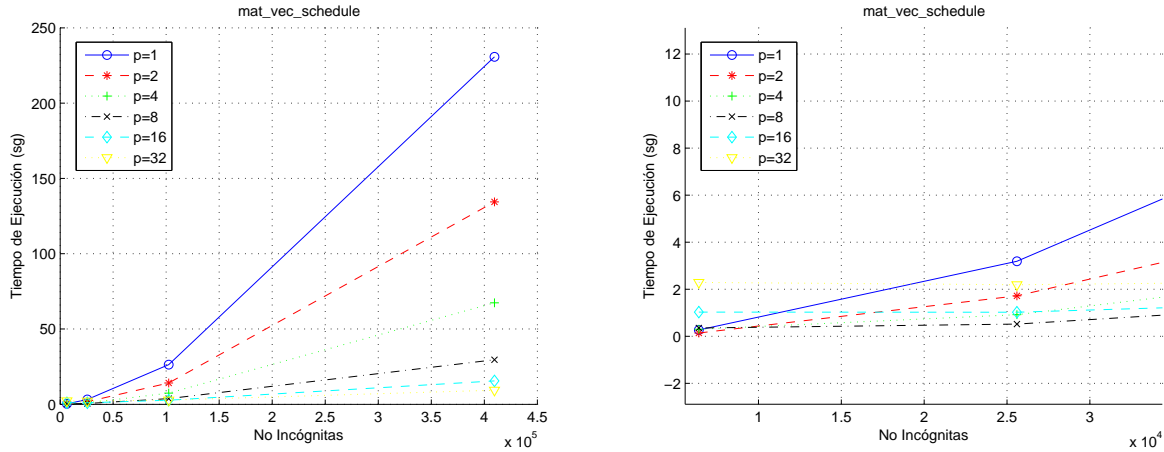 mat_vec_schedule
250
200
150
100
50
0
Tiempo de Ejecución (sg)
p=1
p=2
p=4
p=8
p=16
p=32
0 0.5 1 1.5 2 2.5 3 3.5 4 4.5
x 10^5
No Incógnitas
mat_vec_schedule
12
10
8
6
4
2
0
−2
Tiempo de Ejecución (sg)
p=1
p=2
p=4
p=8
p=16
p=32
1 1.5 2 2.5 3
x 10^4
No Incógnitas